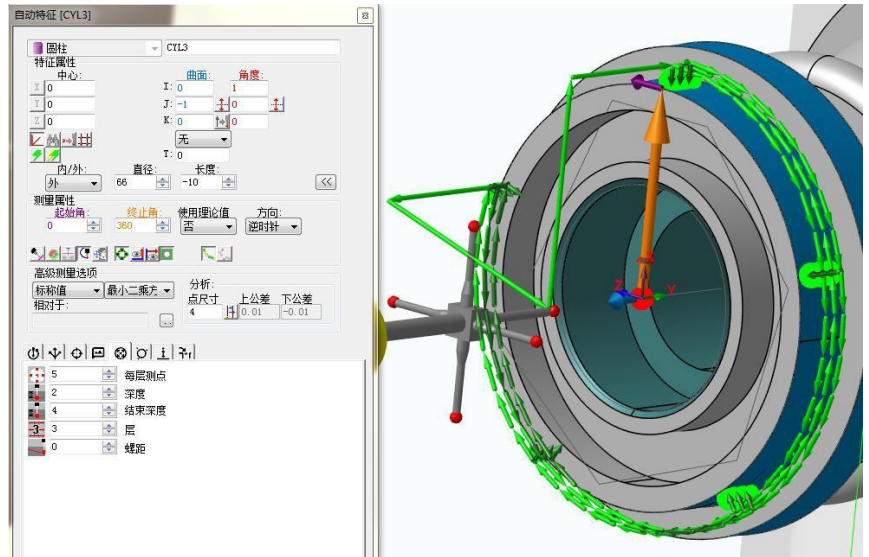 自动特征 [CYL3]
圆柱 CYL3
特征属性
中心: 曲面: 角度:
X 0 I: 0 1
Y 0 J: -1 0
Z 0 K: 0 0
无
T: 0
内/外: 直径: 长度:
外 66 -10 <<
测量属性
起始角: 终止角: 使用理论值 方向:
0 360 否 逆时针
高级测量选项
标称值 最小二乘方 分析:
相对于: 点尺寸 上公差 下公差
4 0.01 -0.01
5 每层测点
2 深度
4 结束深度
3 层
0 螺距
X
Z Y